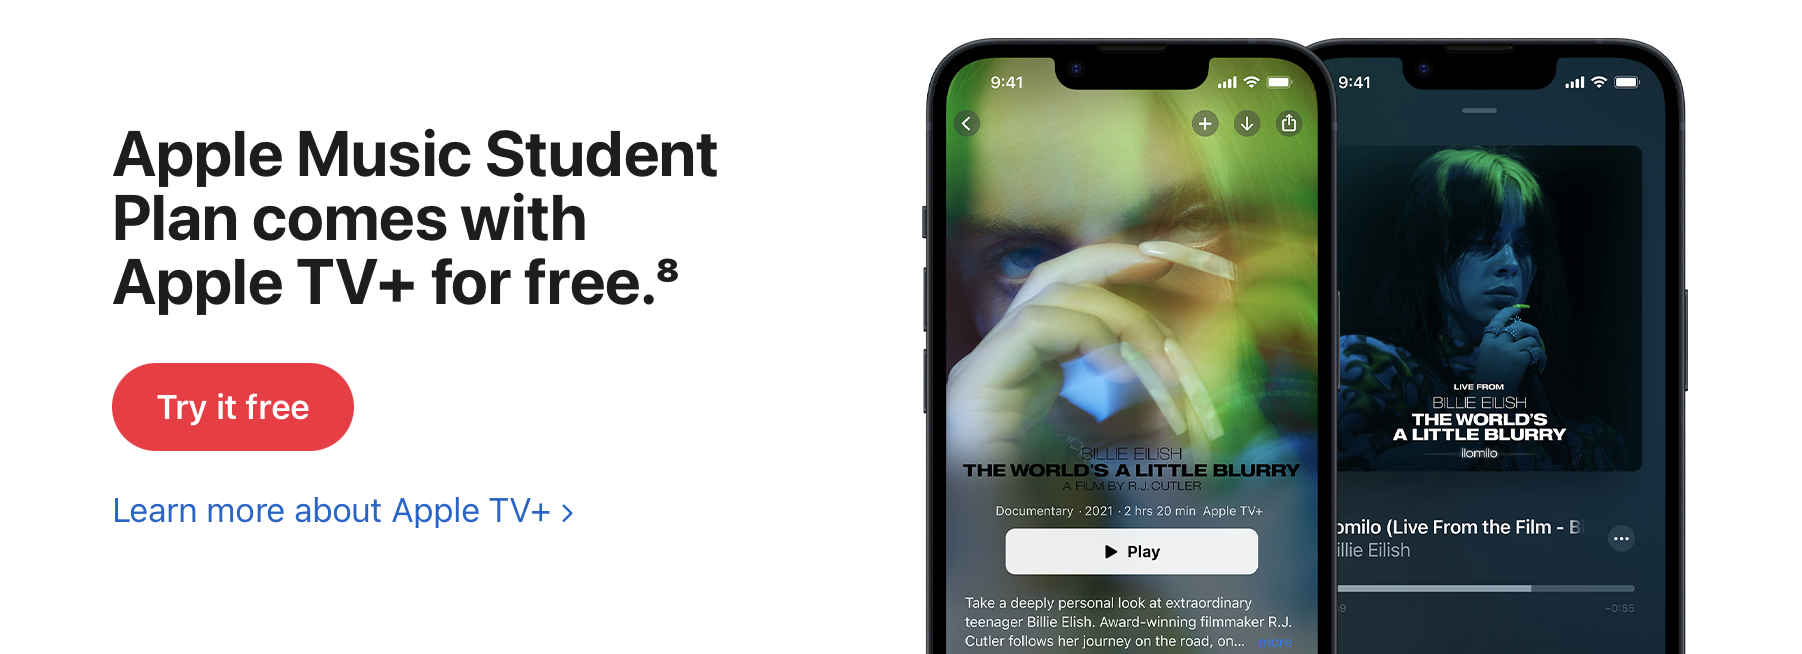 Apple Music Student
Plan comes with
Apple TV+ for free.⁸
Try it free
Learn more about Apple TV+ >
9:41
BILLIE EILISH
THE WORLD'S A LITTLE BLURRY
A FILM BY R.J. CUTLER
Documentary · 2021 · 2 hrs 20 min Apple TV+
Play
Take a deeply personal look at extraordinary
teenager Billie Elish. Award-winning filmmaker R.J.
Cutler follows her journey on the road, on... more
9:41
LIVE FROM
BILLIE EILISH
THE WORLD'S
A LITTLE BLURRY
ilomilo
omilo (Live From the Film - Bi
illie Eilish
49 -0:55